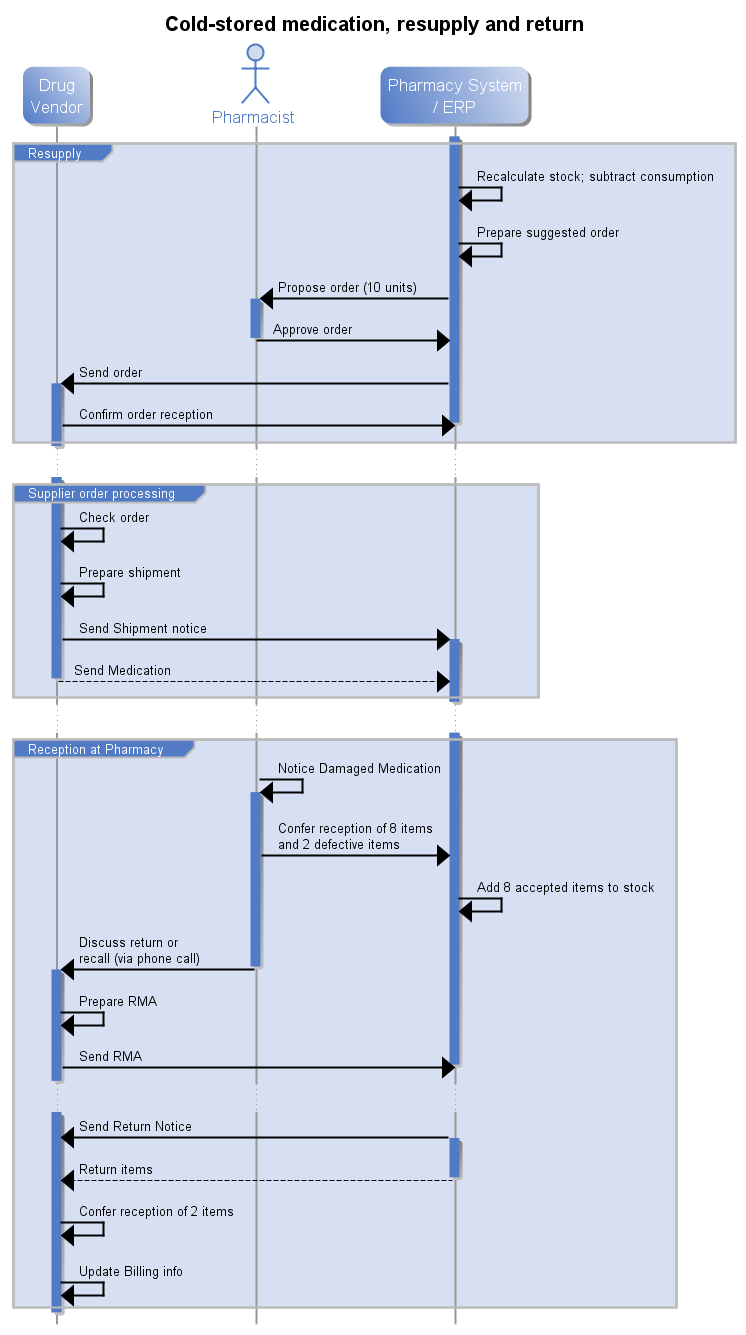 Cold-stored medication, resupply and return
Drug
Vendor
Pharmacist
Pharmacy System
/ ERP
Resupply
Recalculate stock; subtract consumption
Prepare suggested order
Propose order (10 units)
Approve order
Send order
Confirm order reception
Supplier order processing
Check order
Prepare shipment
Send Shipment notice
Send Medication
Reception at Pharmacy
Notice Damaged Medication
Confer reception of 8 items
and 2 defective items
Add 8 accepted items to stock
Discuss return or
recall (via phone call)
Prepare RMA
Send RMA
Send Return Notice
Return items
Confer reception of 2 items
Update Billing info